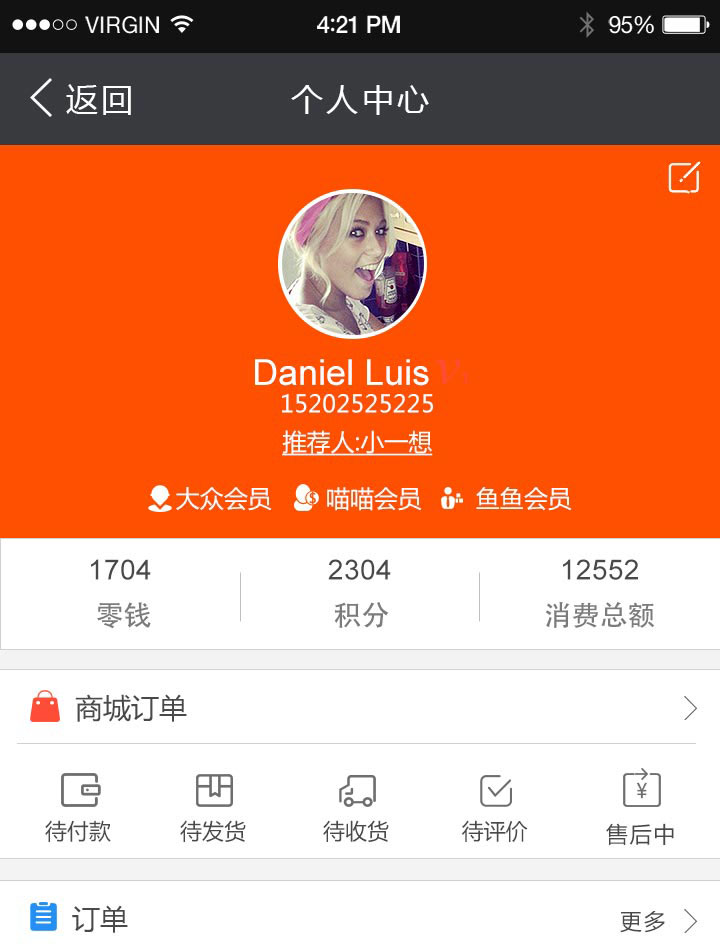 VIRGIN 4:21 PM 95%
返回 个人中心
Daniel Luis V1
15202525225
推荐人:小一想
大众会员 喵喵会员 鱼鱼会员
1704 2304 12552
零钱 积分 消费总额
商城订单
¥
待付款 待发货 待收货 待评价 售后中
订单 更多